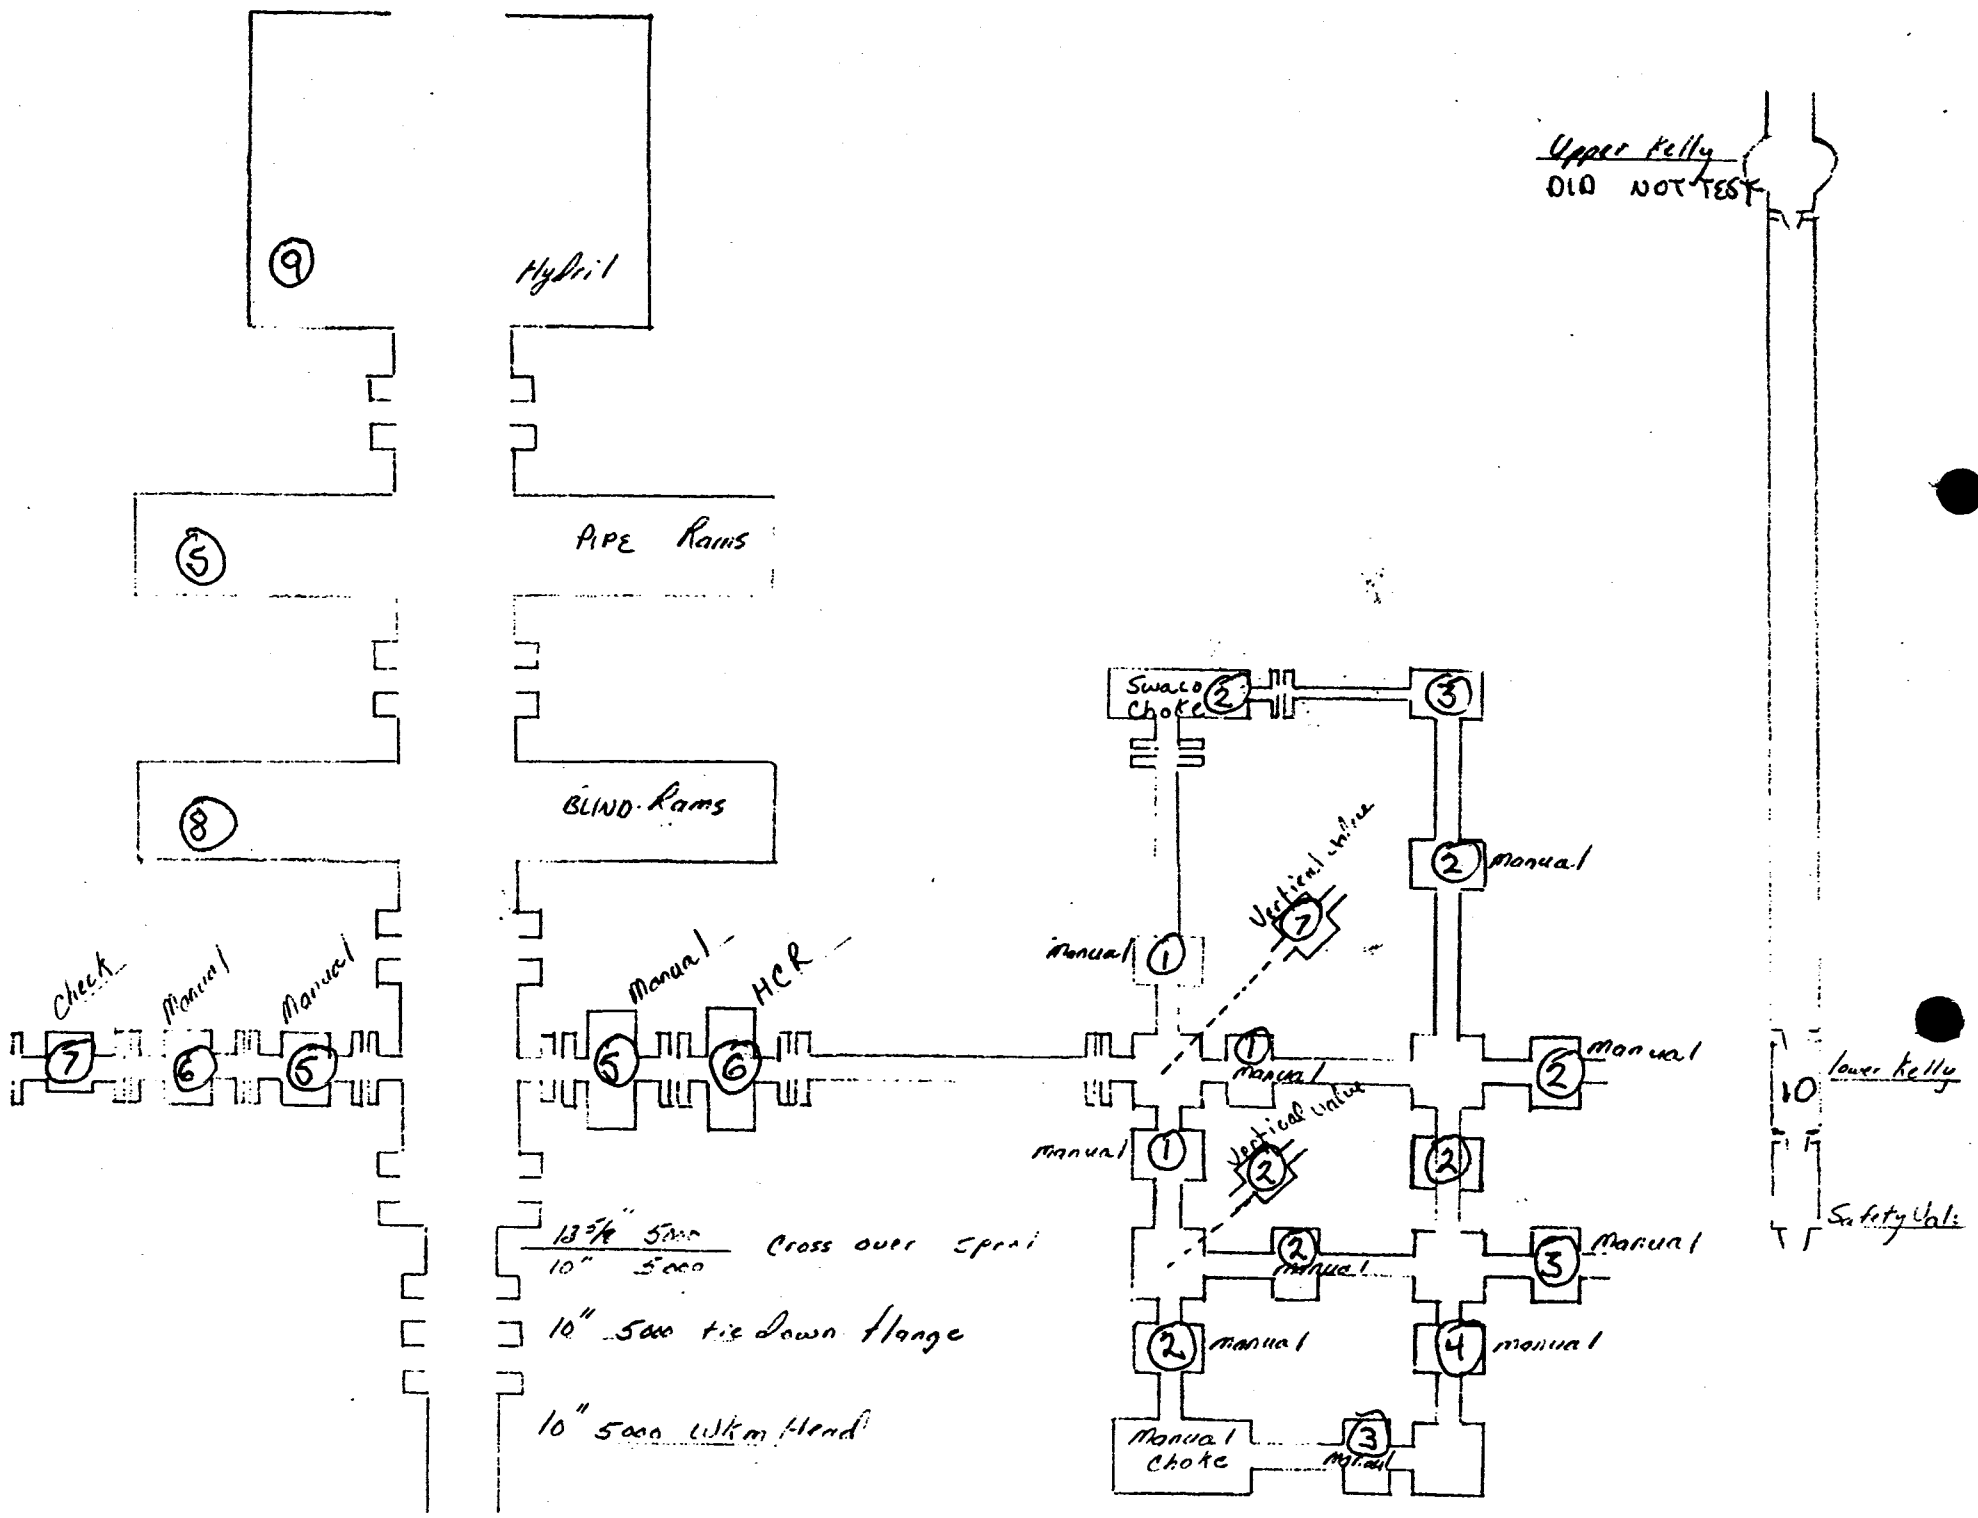 Upper Kelly
DID NOT TEST
9
Hydril
5
PIPE Rams
8
BLIND Rams
Swaco
Choke
2
3
2
Manual
Vertical valve
7
Manual
1
Check
Manual
Manual
Manual
HCR
7
6
5
5
6
1
Manual
2
Manual
10
lower Kelly
Manual
1
Vertical valve
2
2
Safety Val.
13 5/8" 5000
10" 5000
Cross over Spool
2
Manual
3
Manual
10" 5000 tie Down flange
2
Manual
4
Manual
10" 5000 WKM Head
Manual
Choke
3
Manual